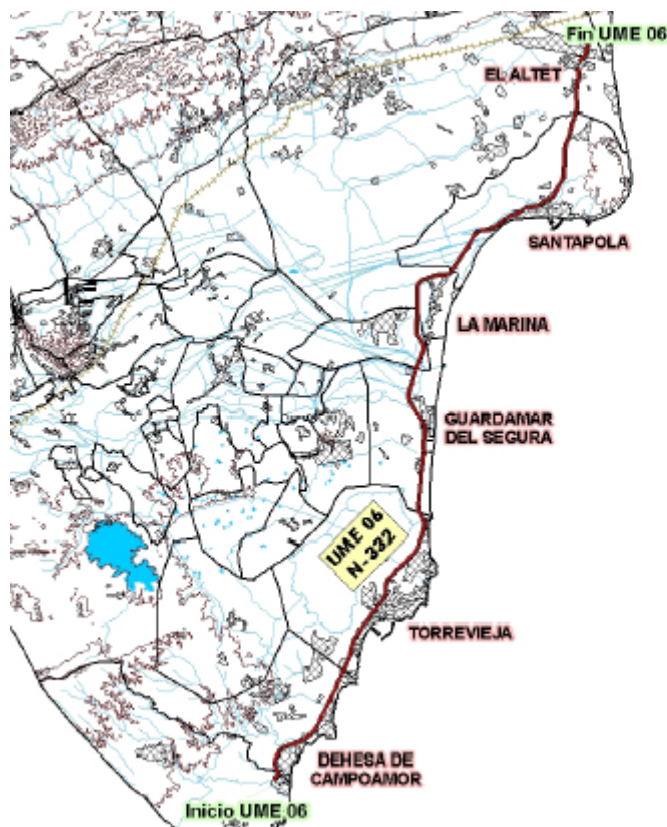 Fin UME 06
EL ALTET
SANTAPOLA
LA MARINA
GUARDAMAR
DEL SEGURA
UME 06
N-332
TORREVIEJA
DEHESA DE
CAMPOAMOR
Inicio UME 06